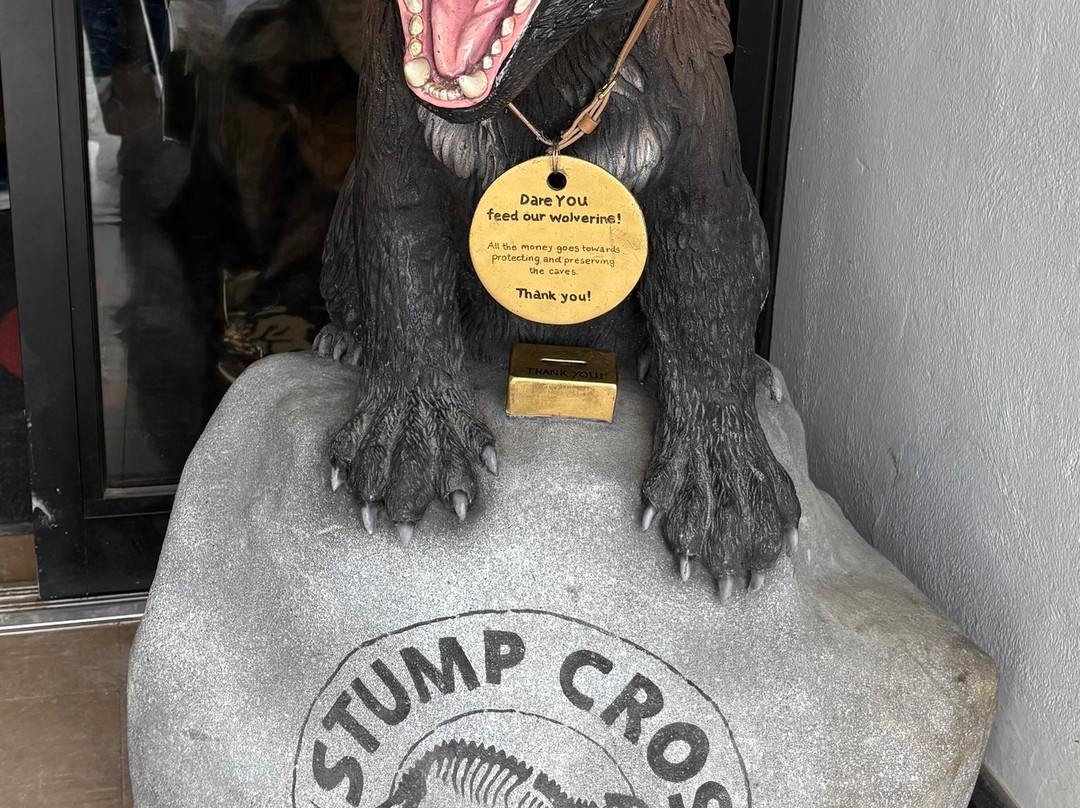 Dare YOU
feed our wolverine!
All the money goes towards
protecting and preserving
the caves.
Thank you!
THANK YOU!
STUMP CROS